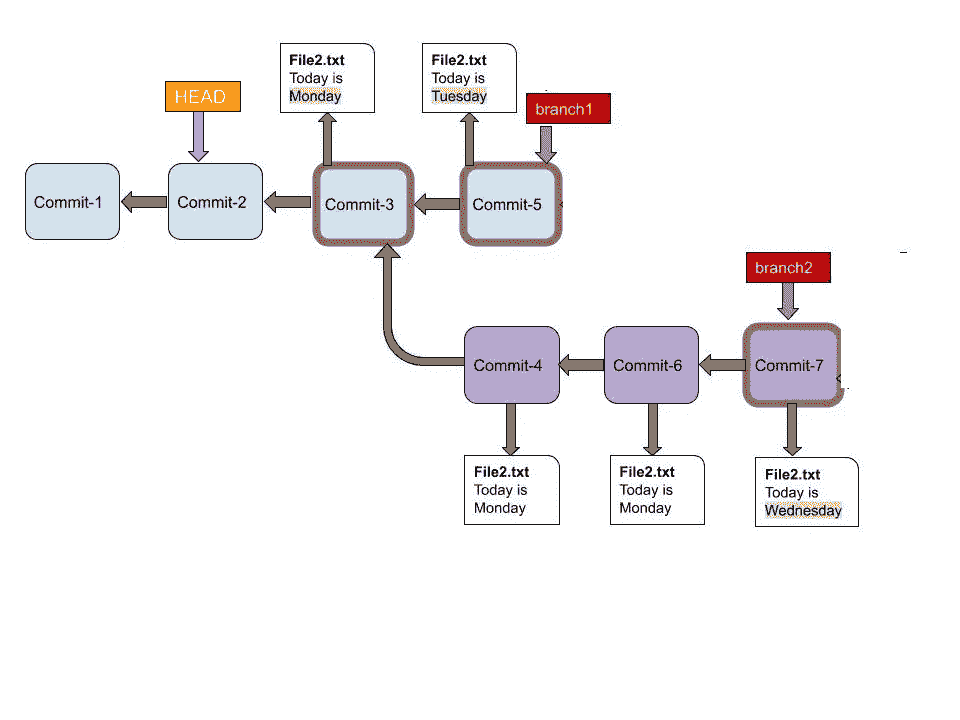 File2.txt
Today is
Monday
File2.txt
Today is
Tuesday
HEAD
branch1
Commit-1
Commit-2
Commit-3
Commit-5
branch2
Commit-4
Commit-6
Commit-7
File2.txt
Today is
Monday
File2.txt
Today is
Monday
File2.txt
Today is
Wednesday